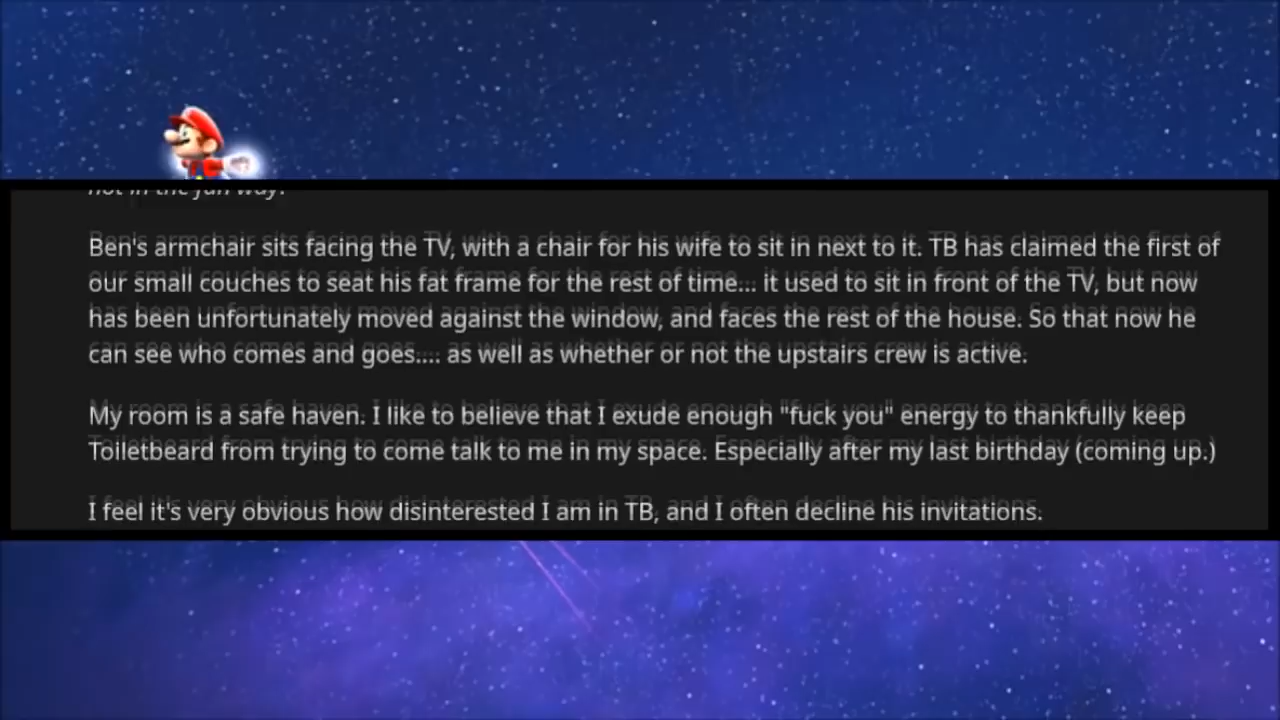 not in the fun way.
Ben's armchair sits facing the TV, with a chair for his wife to sit in next to it. TB has claimed the first of
our small couches to seat his fat frame for the rest of time... it used to sit in front of the TV, but now
has been unfortunately moved against the window, and faces the rest of the house. So that now he
can see who comes and goes.... as well as whether or not the upstairs crew is active.
My room is a safe haven. I like to believe that I exude enough "fuck you" energy to thankfully keep
Toiletbeard from trying to come talk to me in my space. Especially after my last birthday (coming up.)
I feel it's very obvious how disinterested I am in TB, and I often decline his invitations.